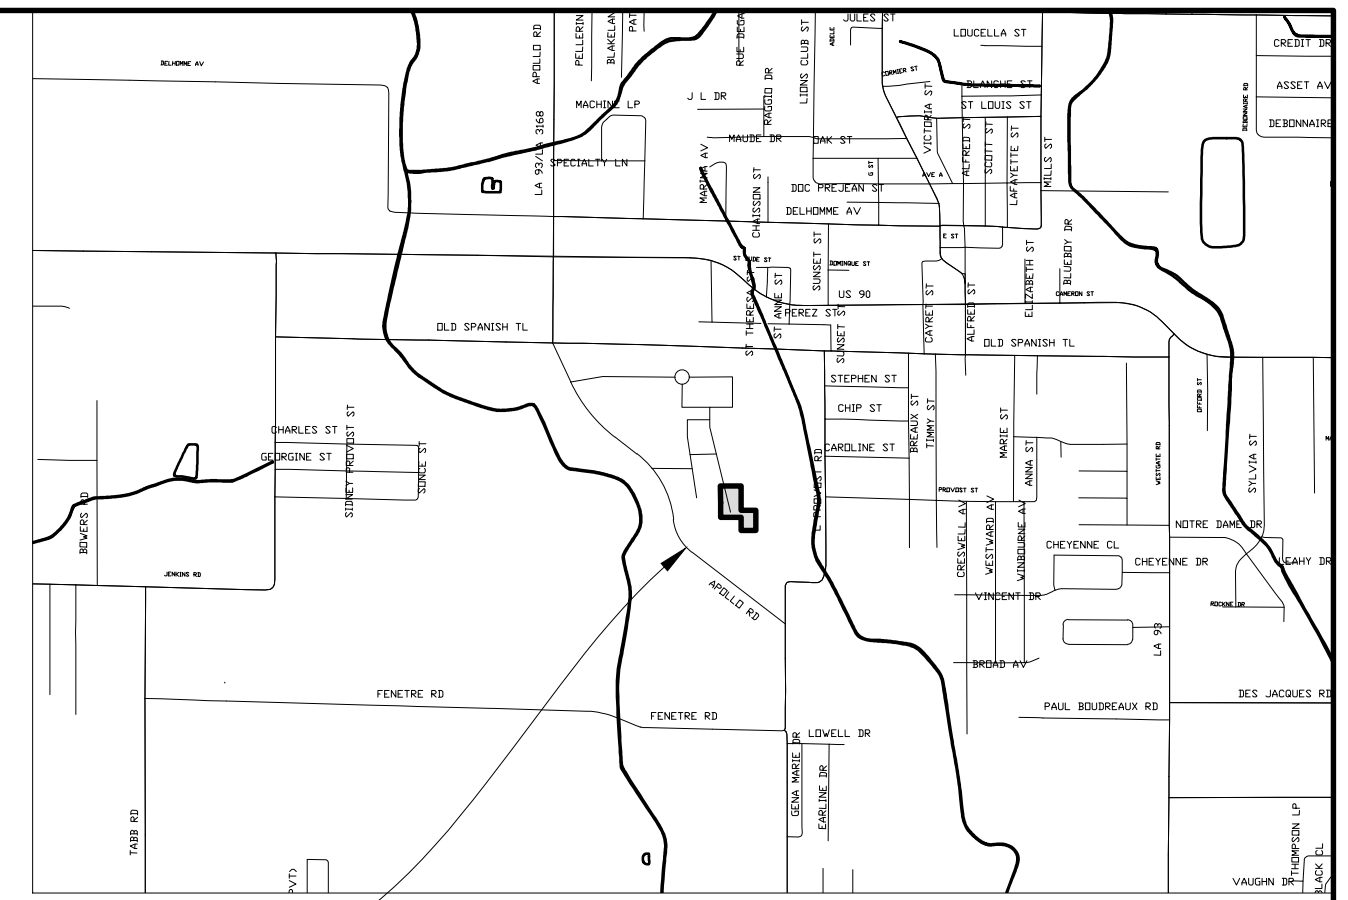 JULES ST
APOLLO RD
PELLERIN
BLAKELAN
PAT
RUE DEGA
LIONS CLUB ST
ADELE
LOUCELLA ST
CREDIT DR
DELHOMME AV
CORMIER ST
BLANCHE ST
ASSET AV
J L DR
RAGGIO DR
MACHINE LP
ST LOUIS ST
DEBONNAIRE RD
DEBONNAIRE
LA 93/LA 3168
MAUDE DR
OAK ST
VICTORIA ST
ALFRED ST
SCOTT ST
LAFAYETTE ST
MILLS ST
SPECIALTY LN
MARINA AV
G ST
AVE A
DOC PREJEAN ST
CHAISSON ST
DELHOMME AV
E ST
ST JUDE ST
SUNSET ST
DOMINGUE ST
ELIZABETH ST
BLUEBOY DR
US 90
CAMERON ST
ST THERESA ST
ST ANNE ST
PEREZ ST
SUNSET ST
CAYRET ST
ALFRED ST
OLD SPANISH TL
OLD SPANISH TL
STEPHEN ST
CHIP ST
BREAUX ST
TIMMY ST
MARIE ST
OFFORD ST
CHARLES ST
SIDNEY PROVOST ST
GEORGINE ST
SONCE ST
CAROLINE ST
ANNA ST
WESTGATE RD
SYLVIA ST
L PROVOST RD
PROVOST ST
BOWERS RD
CRESWELL AV
WESTWARD AV
WINBOURNE AV
NOTRE DAME DR
CHEYENNE CL
CHEYENNE DR
LEAHY DR
JENKINS RD
APOLLO RD
VINCENT DR
ROCKNE DR
LA 93
BROAD AV
FENETRE RD
DES JACQUES RD
FENETRE RD
PAUL BOUDREAUX RD
LOWELL DR
GENA MARIE DR
EARLINE DR
TABB RD
THOMPSON LP
BLACK CL
PVT)
VAUGHN DR